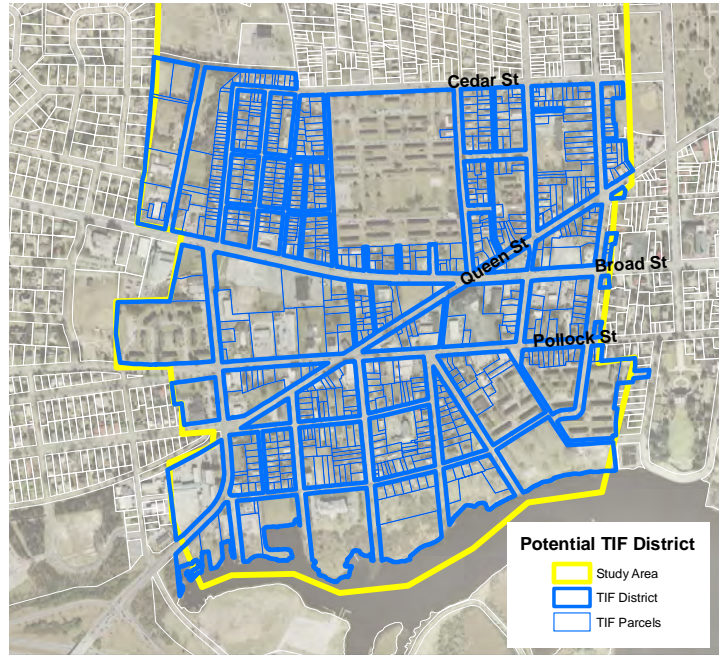 Cedar St
Queen St
Broad St
Pollock St
Potential TIF District
Study Area
TIF District
TIF Parcels